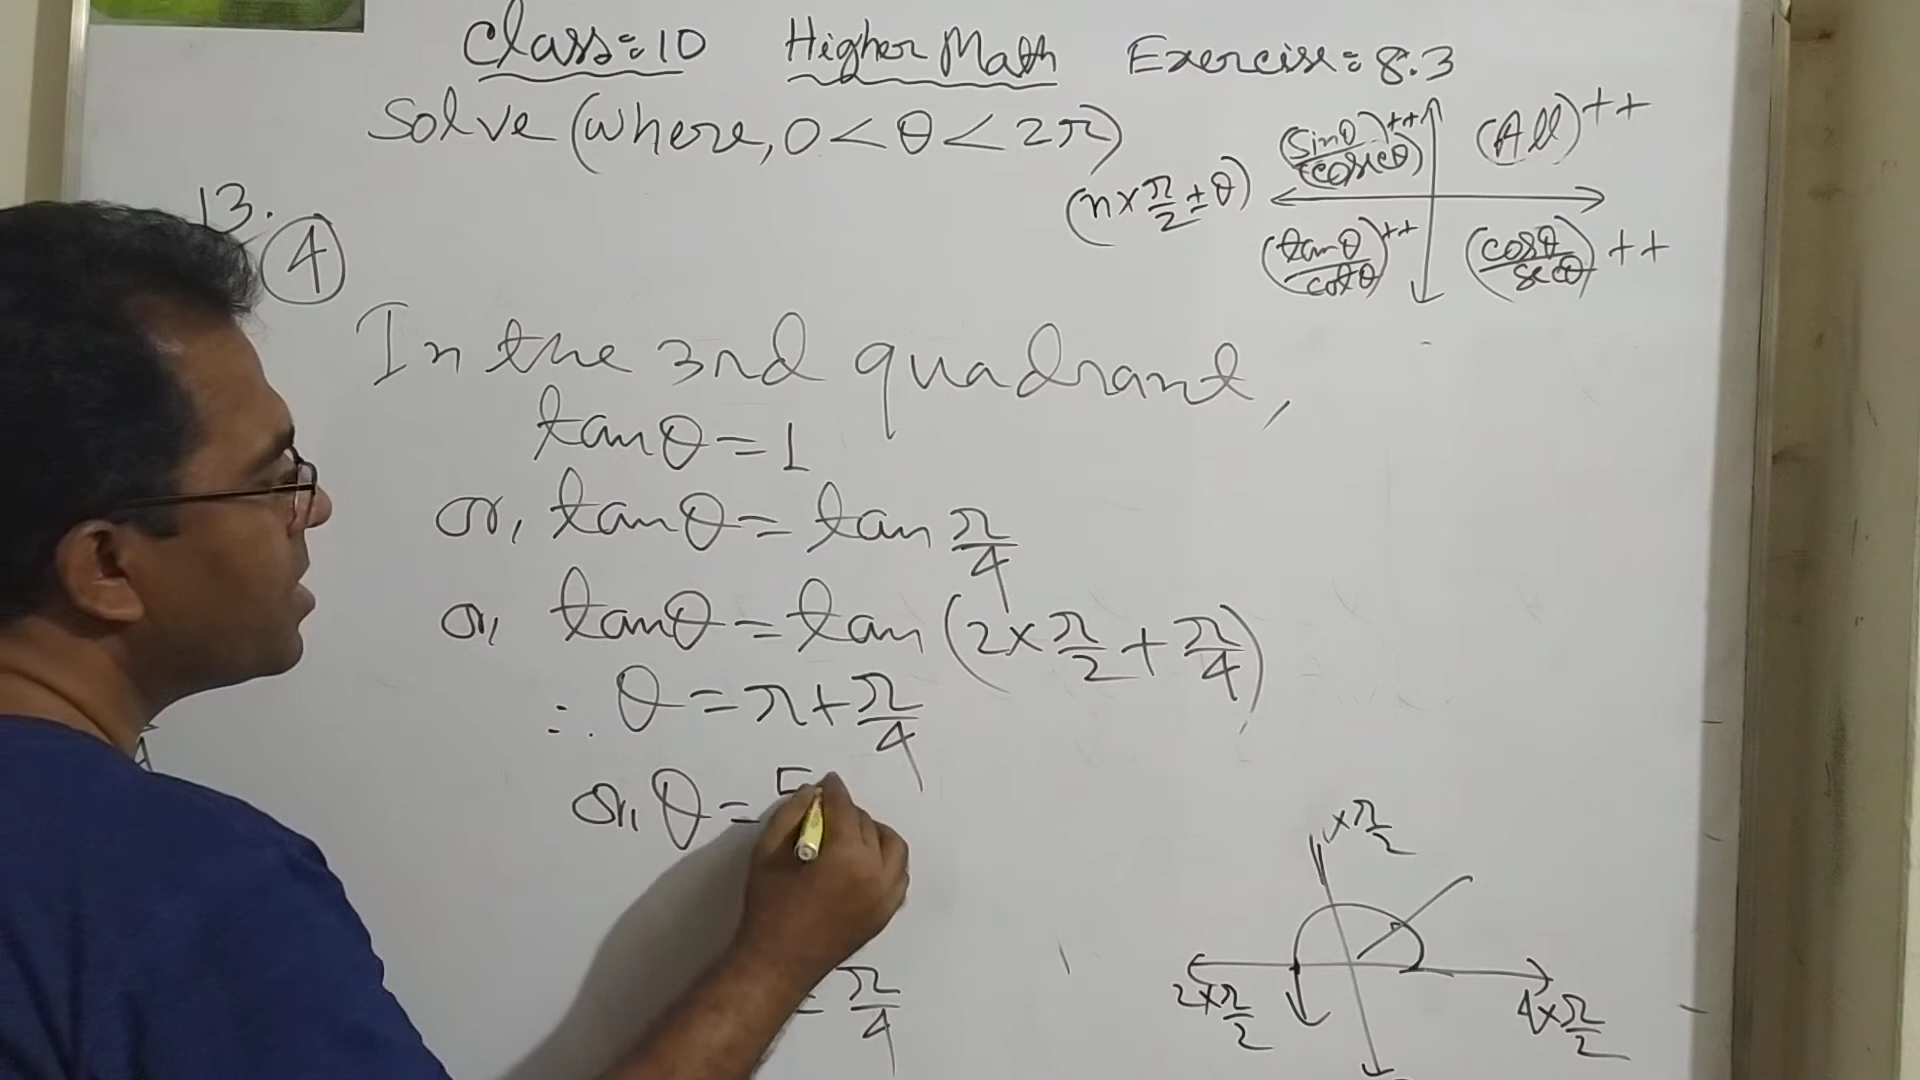 Class:10 Higher Math Exercise: 8.3
Solve (where, 0 < θ < 2π)
(sinθ/cosecθ)++ (All)++
(n×π/2±θ)
(tanθ/cotθ)++ (cosθ/secθ)++
13.
④
In the 3rd quadrant,
tanθ = 1
or, tanθ = tan π/4
or, tanθ = tan (2×π/2 + π/4)
∴ θ = π + π/4
or, θ = 5
= π/4
×π/2
2×π/2 4×π/2